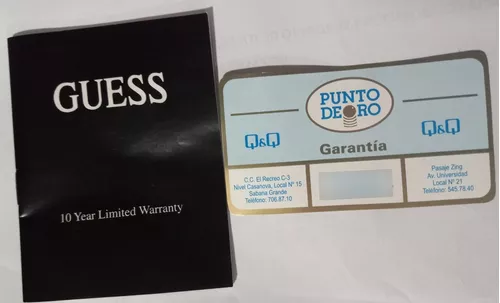 GUESS
10 Year Limited Warranty
PUNTO
DE ORO
Q&Q
Q&Q
Garantía
C.C. El Recreo C-3
Nivel Casanova, Local Nº 15
Sabana Grande
Teléfono: 706.87.10
Pasaje Zing.
Av. Universidad
Local Nº 21
Teléfono: 545.78.40